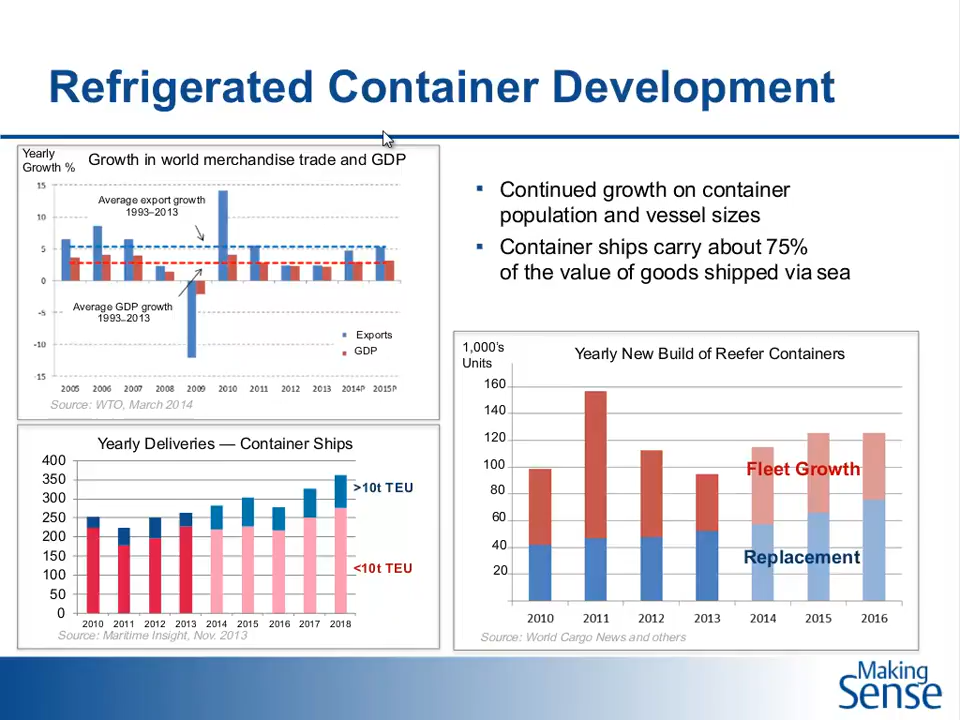 Refrigerated Container Development
Yearly
Growth %
Growth in world merchandise trade and GDP
15
10
5
0
-5
-10
-15
Average export growth
1993–2013
Average GDP growth
1993–2013
Exports
GDP
2005 2006 2007 2008 2009 2010 2011 2012 2013 2014P 2015P
Source: WTO, March 2014
▪ Continued growth on container
population and vessel sizes
▪ Container ships carry about 75%
of the value of goods shipped via sea
Yearly Deliveries — Container Ships
400
350
300
250
200
150
100
50
0
>10t TEU
<10t TEU
2010 2011 2012 2013 2014 2015 2016 2017 2018
Source: Maritime Insight, Nov. 2013
1,000's
Units
Yearly New Build of Reefer Containers
160
140
120
100
80
60
40
20
Fleet Growth
Replacement
2010 2011 2012 2013 2014 2015 2016
Source: World Cargo News and others
Making
Sense